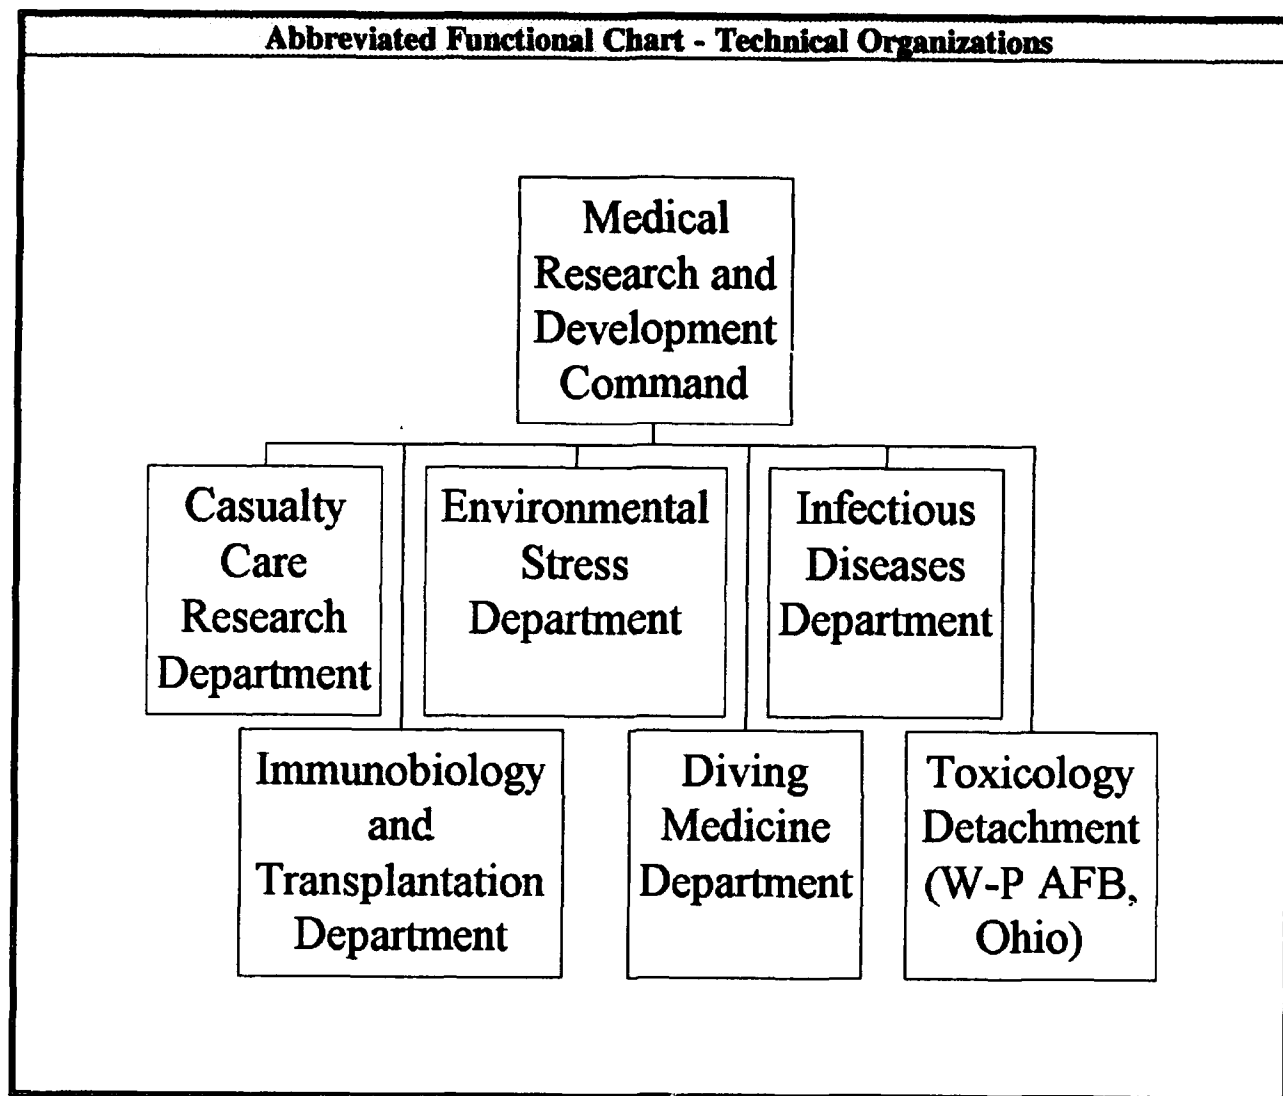 Abbreviated Functional Chart - Technical Organizations
Medical
Research and
Development
Command
Casualty
Care
Research
Department
Environmental
Stress
Department
Infectious
Diseases
Department
Immunobiology
and
Transplantation
Department
Diving
Medicine
Department
Toxicology
Detachment
(W-P AFB,
Ohio)